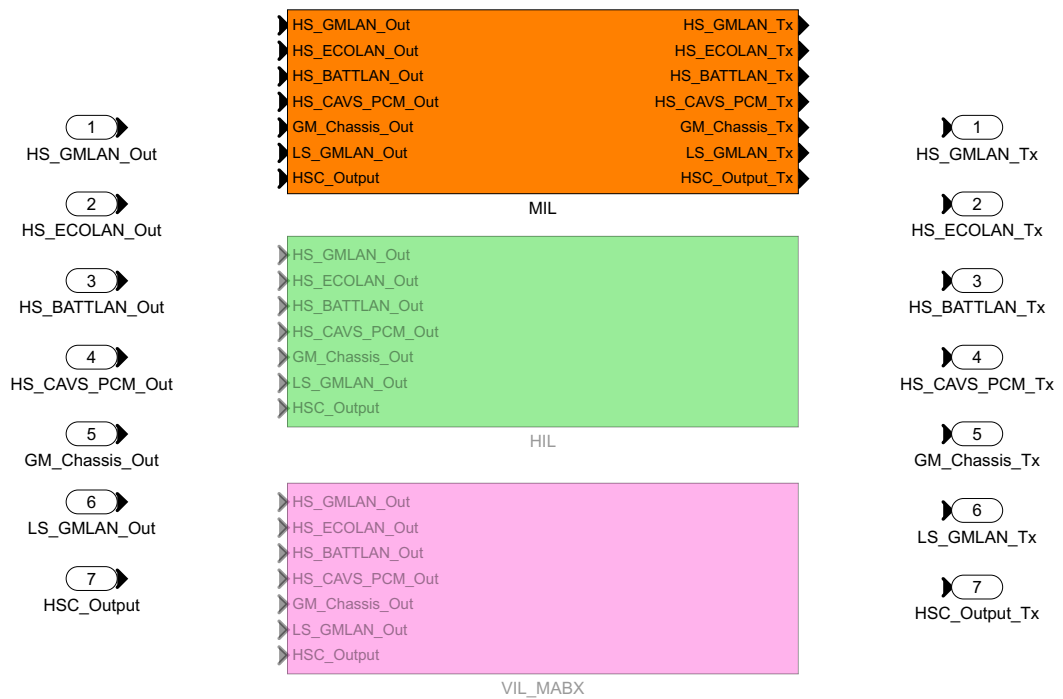 1
HS_GMLAN_Out
2
HS_ECOLAN_Out
3
HS_BATTLAN_Out
4
HS_CAVS_PCM_Out
5
GM_Chassis_Out
6
LS_GMLAN_Out
7
HSC_Output
HS_GMLAN_Out HS_GMLAN_Tx
HS_ECOLAN_Out HS_ECOLAN_Tx
HS_BATTLAN_Out HS_BATTLAN_Tx
HS_CAVS_PCM_Out HS_CAVS_PCM_Tx
GM_Chassis_Out GM_Chassis_Tx
LS_GMLAN_Out LS_GMLAN_Tx
HSC_Output HSC_Output_Tx
MIL
HS_GMLAN_Out
HS_ECOLAN_Out
HS_BATTLAN_Out
HS_CAVS_PCM_Out
GM_Chassis_Out
LS_GMLAN_Out
HSC_Output
HIL
HS_GMLAN_Out
HS_ECOLAN_Out
HS_BATTLAN_Out
HS_CAVS_PCM_Out
GM_Chassis_Out
LS_GMLAN_Out
HSC_Output
VIL_MABX
1
HS_GMLAN_Tx
2
HS_ECOLAN_Tx
3
HS_BATTLAN_Tx
4
HS_CAVS_PCM_Tx
5
GM_Chassis_Tx
6
LS_GMLAN_Tx
7
HSC_Output_Tx